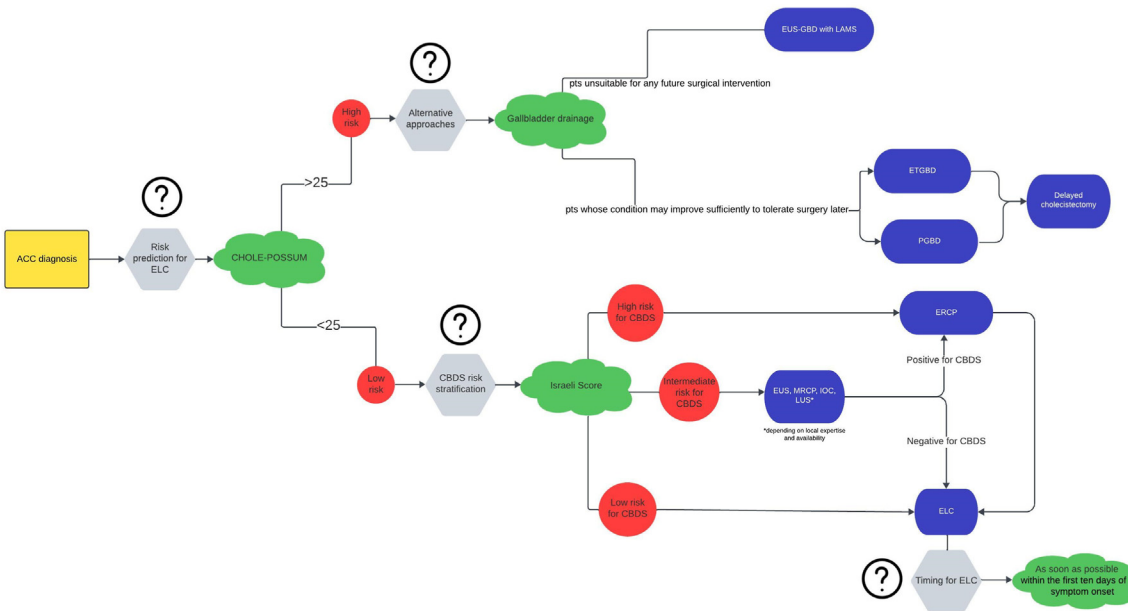 EUS-GBD with LAMS
?
pts unsuitable for any future surgical intervention
High
risk
Alternative
approaches
Gallbladder drainage
>25
ETGBD
?
pts whose condition may improve sufficiently to tolerate surgery later
Delayed
cholecistectomy
PGBD
ACC diagnosis
Risk
prediction for
ELC
CHOLE-POSSUM
<25
?
High risk
for CBDS
ERCP
Positive for CBDS
Low
risk
CBDS risk
stratification
Israeli Score
Intermediate
risk for
CBDS
EUS, MRCP, IOC,
LUS*
*depending on local expertise
and availability
Negative for CBDS
Low risk
for CBDS
ELC
?
Timing for ELC
As soon as possible
within the first ten days of
symptom onset